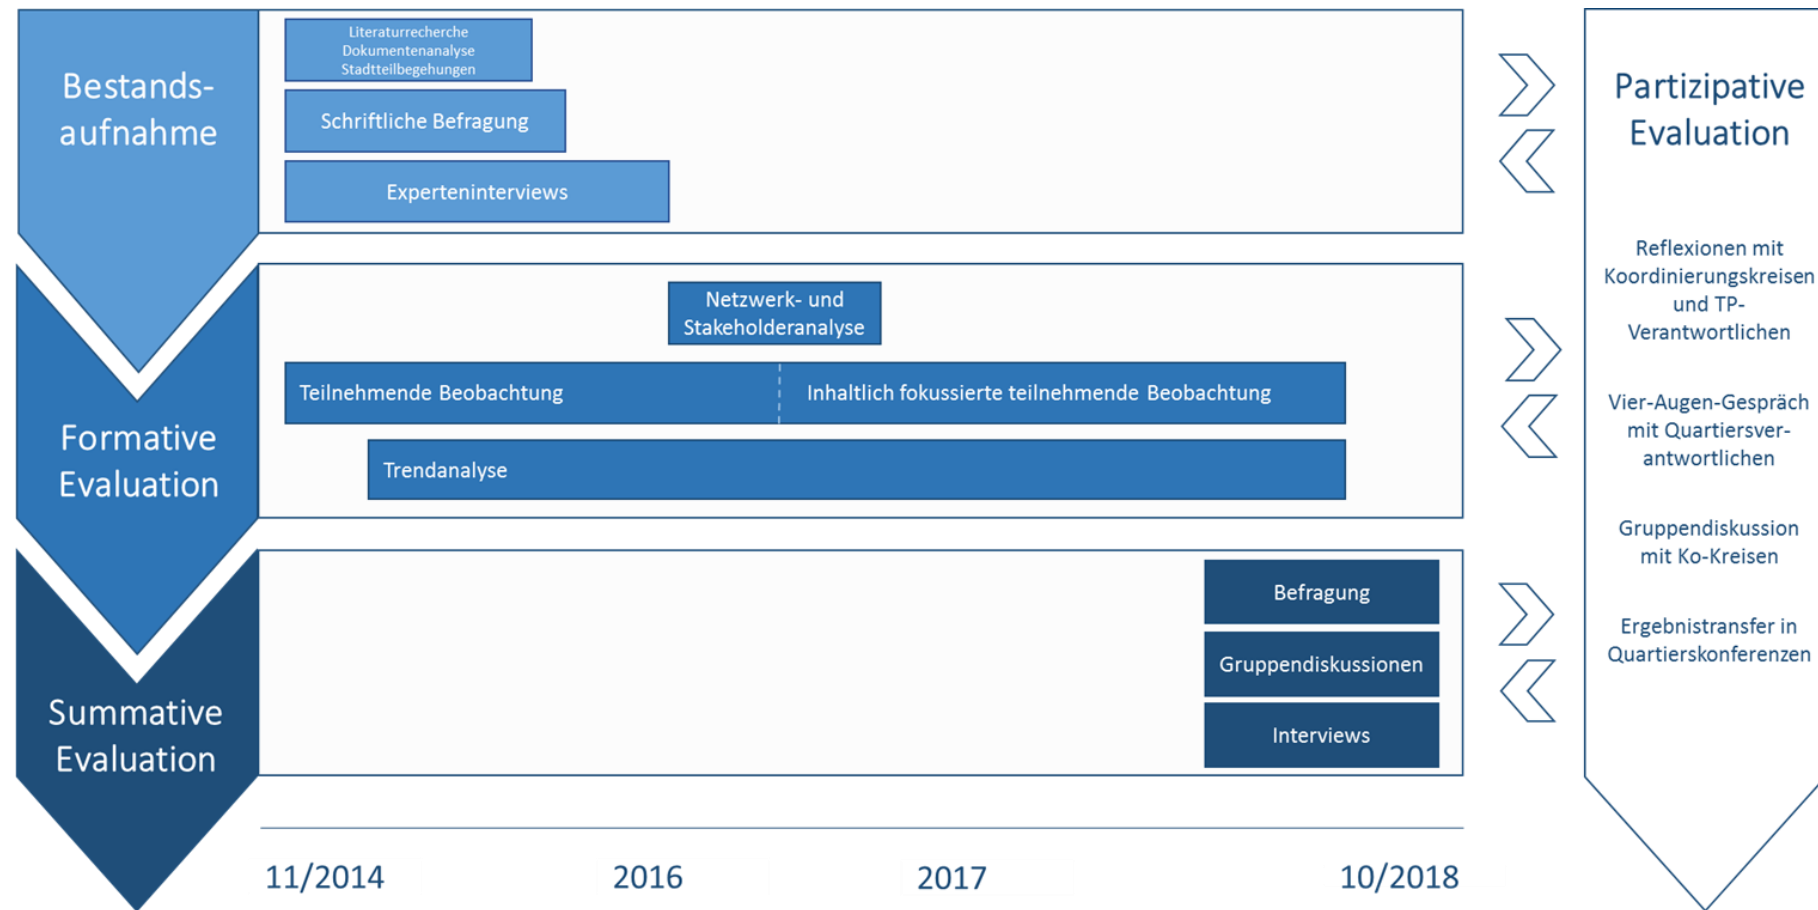 Bestands-
aufnahme
Literaturrecherche
Dokumentenanalyse
Stadtteilbegehungen
Schriftliche Befragung
Experteninterviews
Formative
Evaluation
Netzwerk- und
Stakeholderanalyse
Teilnehmende Beobachtung
Inhaltlich fokussierte teilnehmende Beobachtung
Trendanalyse
Summative
Evaluation
Befragung
Gruppendiskussionen
Interviews
11/2014
2016
2017
10/2018
Partizipative
Evaluation
Reflexionen mit
Koordinierungskreisen
und TP-
Verantwortlichen
Vier-Augen-Gespräch
mit Quartiersver-
antwortlichen
Gruppendiskussion
mit Ko-Kreisen
Ergebnistransfer in
Quartierskonferenzen